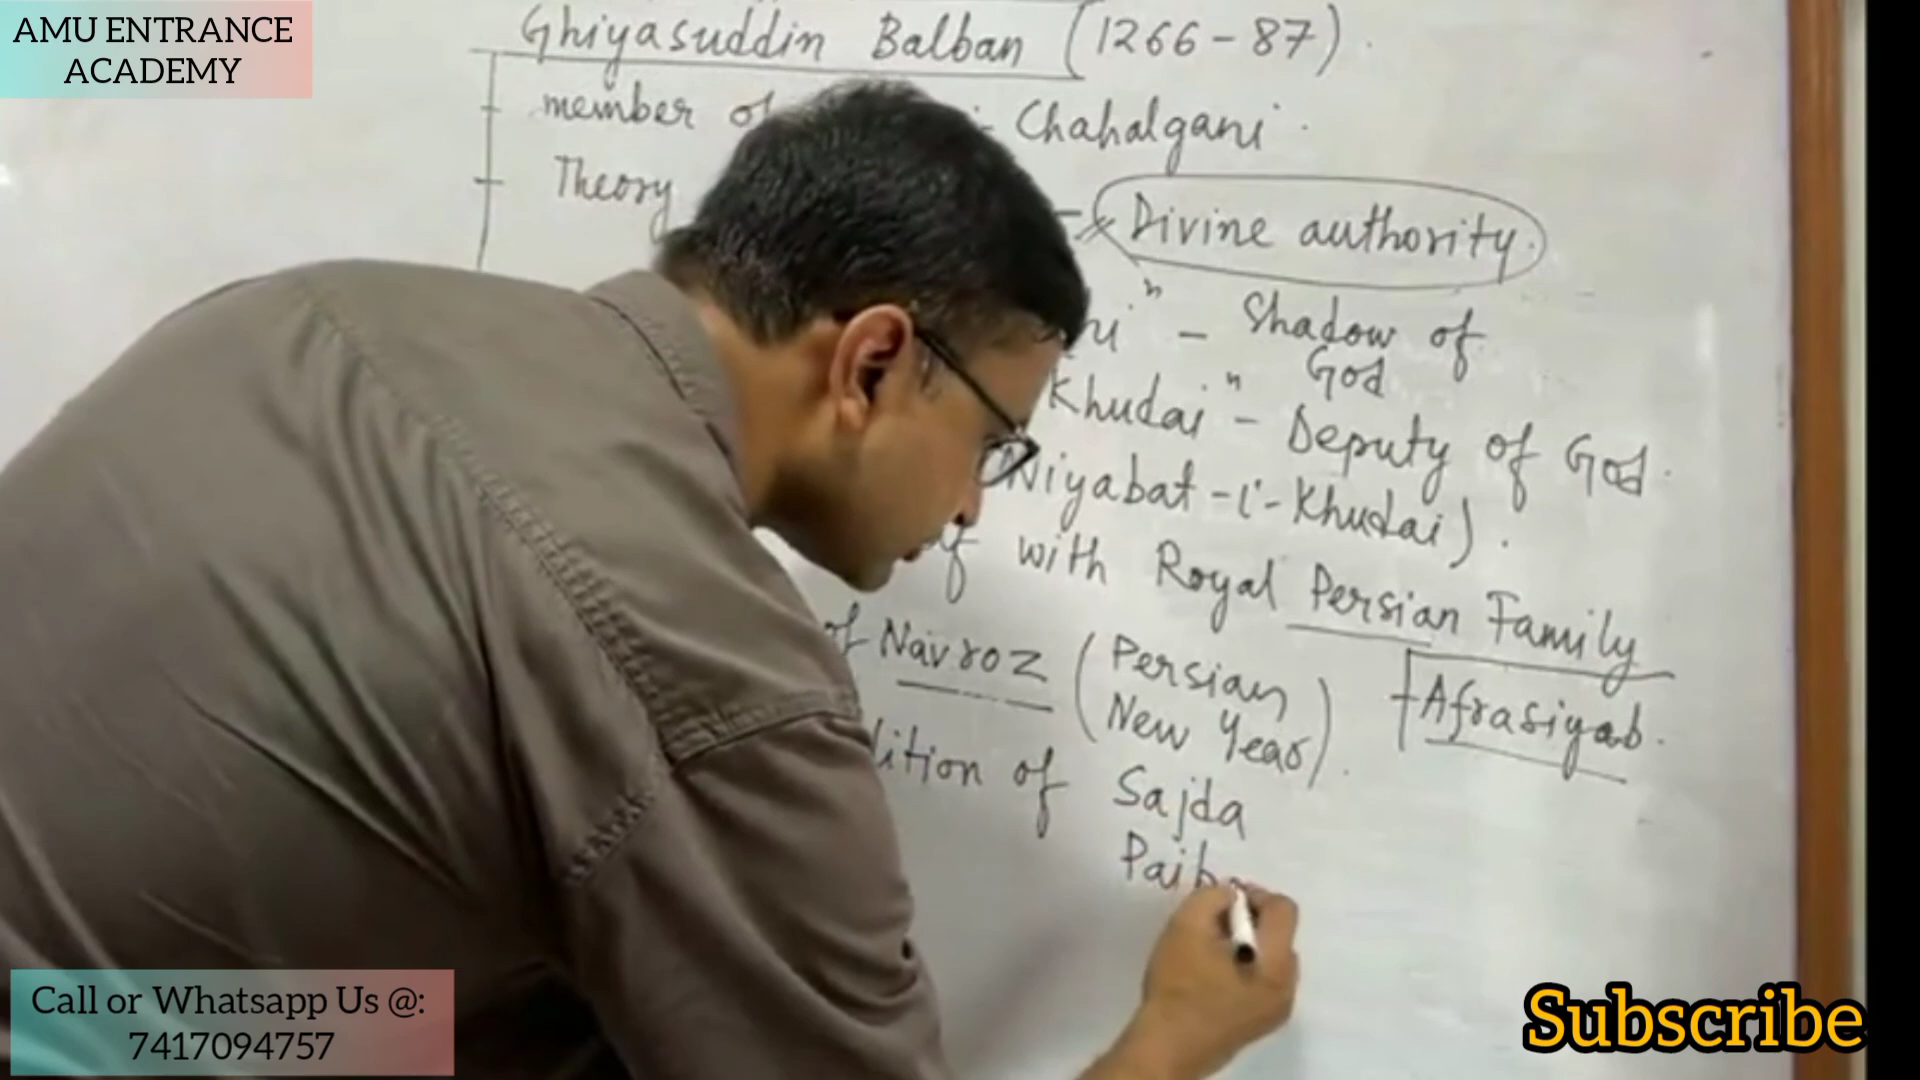 AMU ENTRANCE
ACADEMY
Ghiyasuddin Balban (1266-87).
member of - Chahalgani.
Theory - Divine authority.
" - Shadow of
God
Khudai" - Deputy of God.
Niyabat-i-Khudai).
with Royal Persian Family
Afrasiyab.
of Navroz (Persian
New Year).
of Sajda
Call or Whatsapp Us @:
7417094757
Subscribe